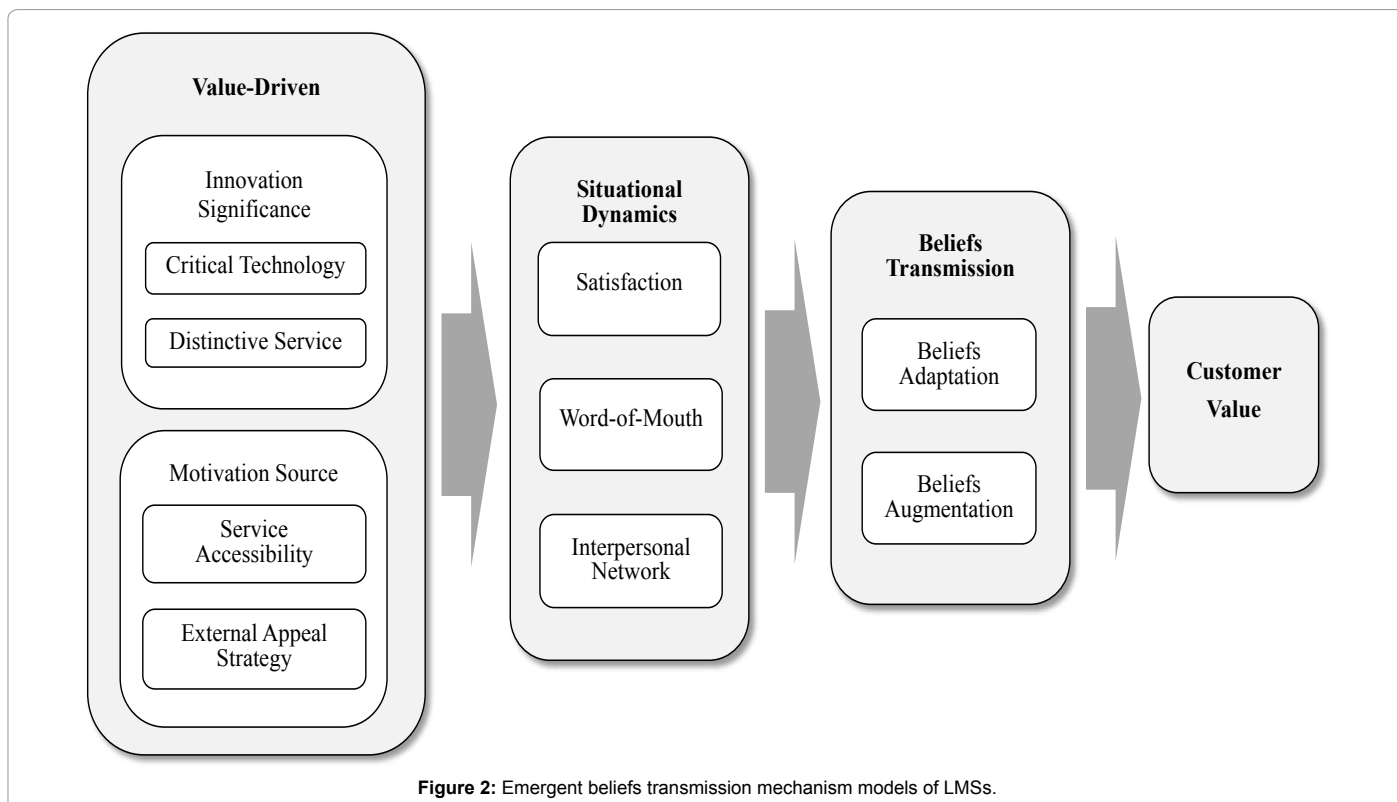 Value-Driven
Innovation
Significance
Critical Technology
Distinctive Service
Motivation Source
Service
Accessibility
External Appeal
Strategy
Situational
Dynamics
Satisfaction
Word-of-Mouth
Interpersonal
Network
Beliefs
Transmission
Beliefs
Adaptation
Beliefs
Augmentation
Customer
Value
Figure 2: Emergent beliefs transmission mechanism models of LMSs.